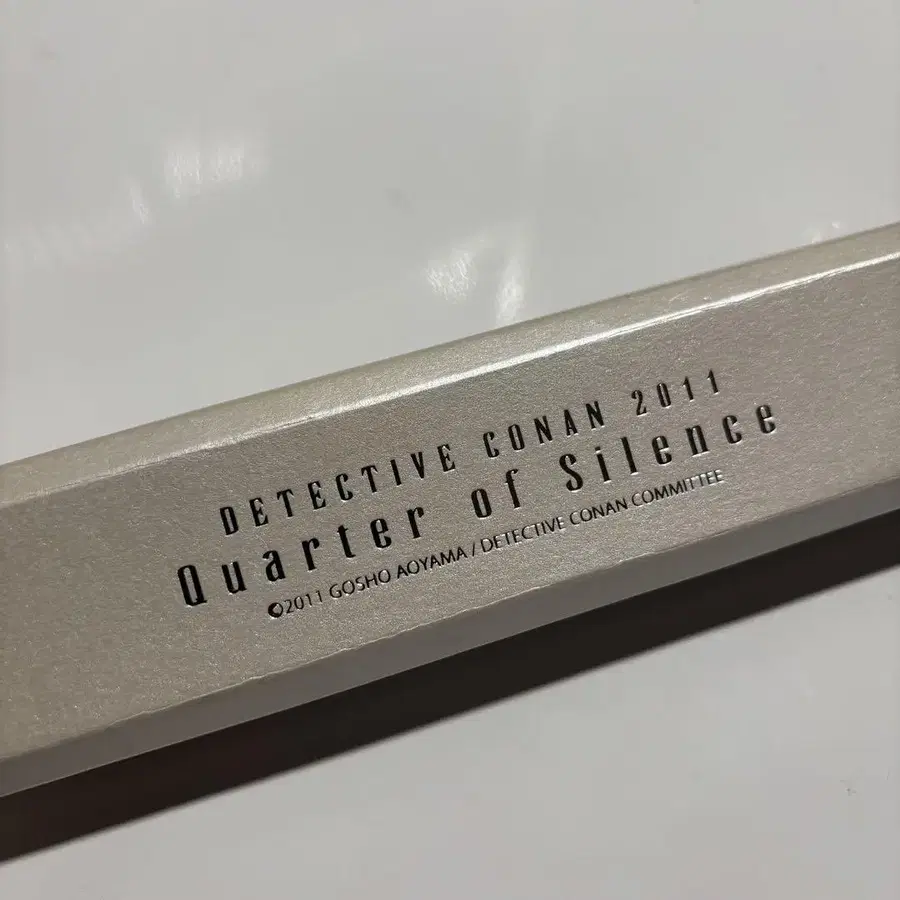 DETECTIVE CONAN 2011
Quarter of Silence
©2011 GOSHO AOYAMA / DETECTIVE CONAN COMMITTEE